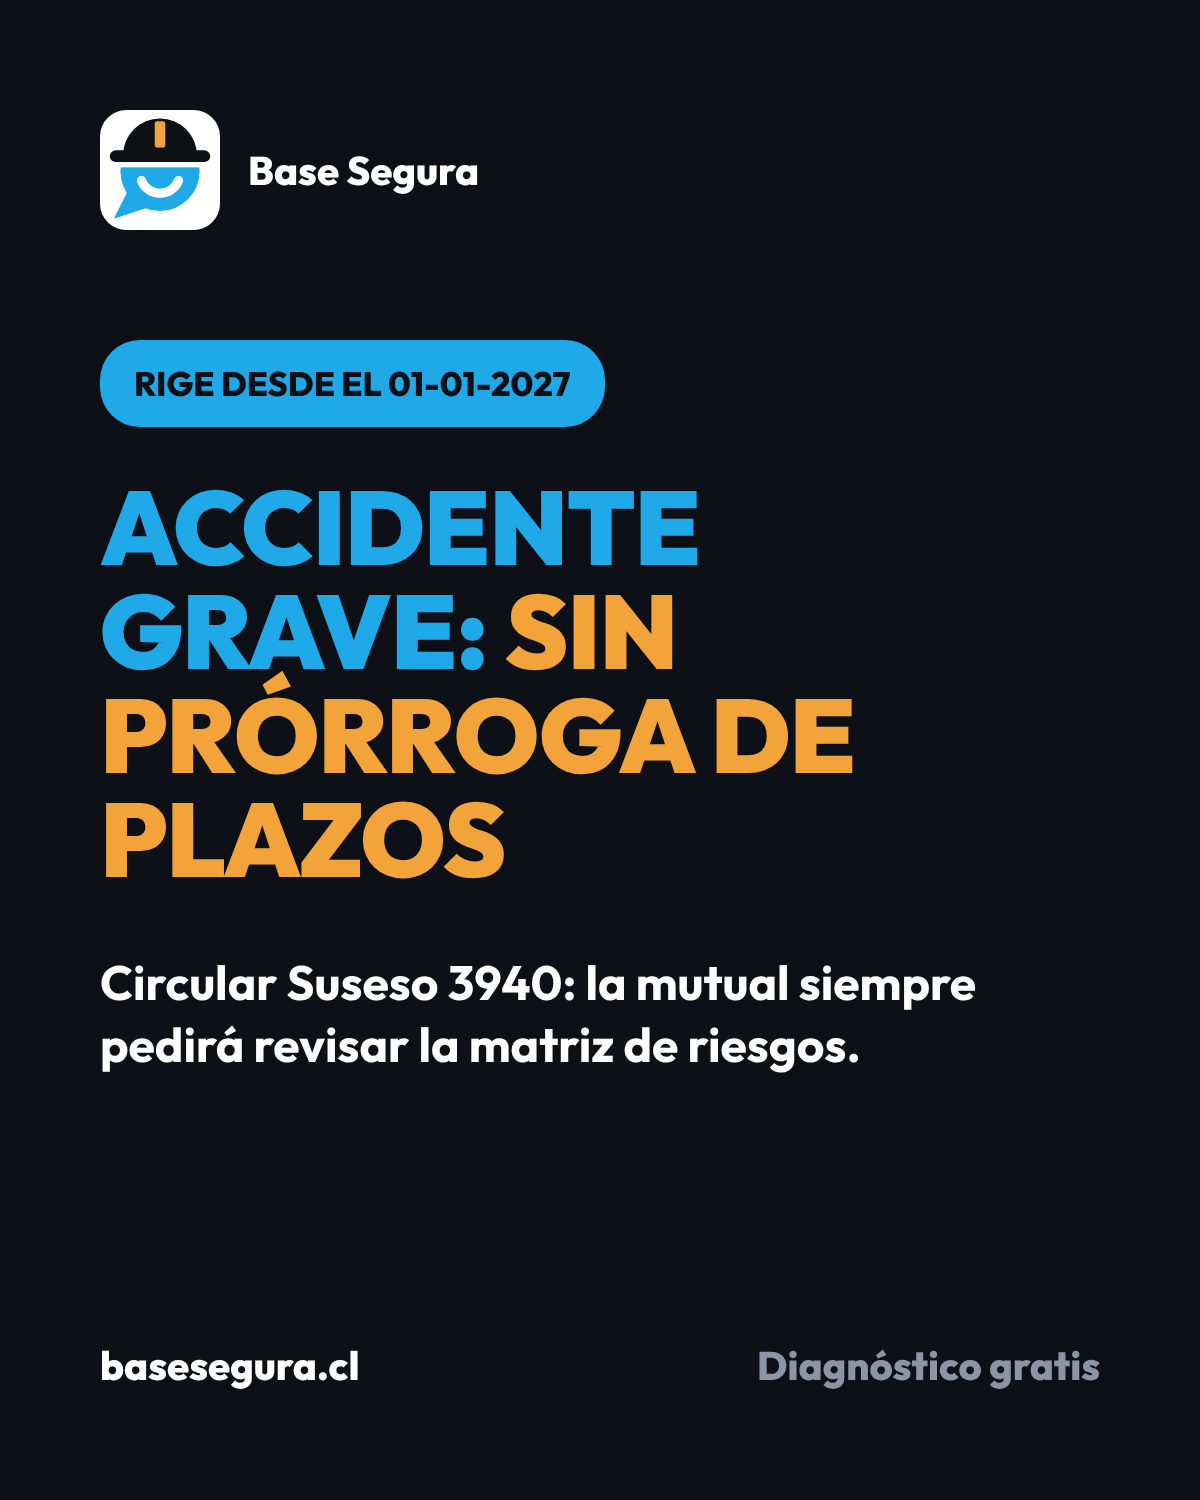 Base Segura
RIGE DESDE EL 01-01-2027
ACCIDENTE
GRAVE: SIN
PRÓRROGA DE
PLAZOS
Circular Suseso 3940: la mutual siempre
pedirá revisar la matriz de riesgos.
basesegura.cl
Diagnóstico gratis